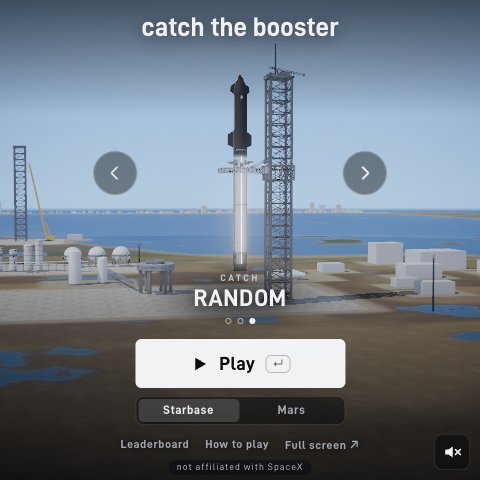 catch the booster
CATCH
RANDOM
Play
Starbase Mars
Leaderboard How to play Full screen ↗
not affiliated with SpaceX